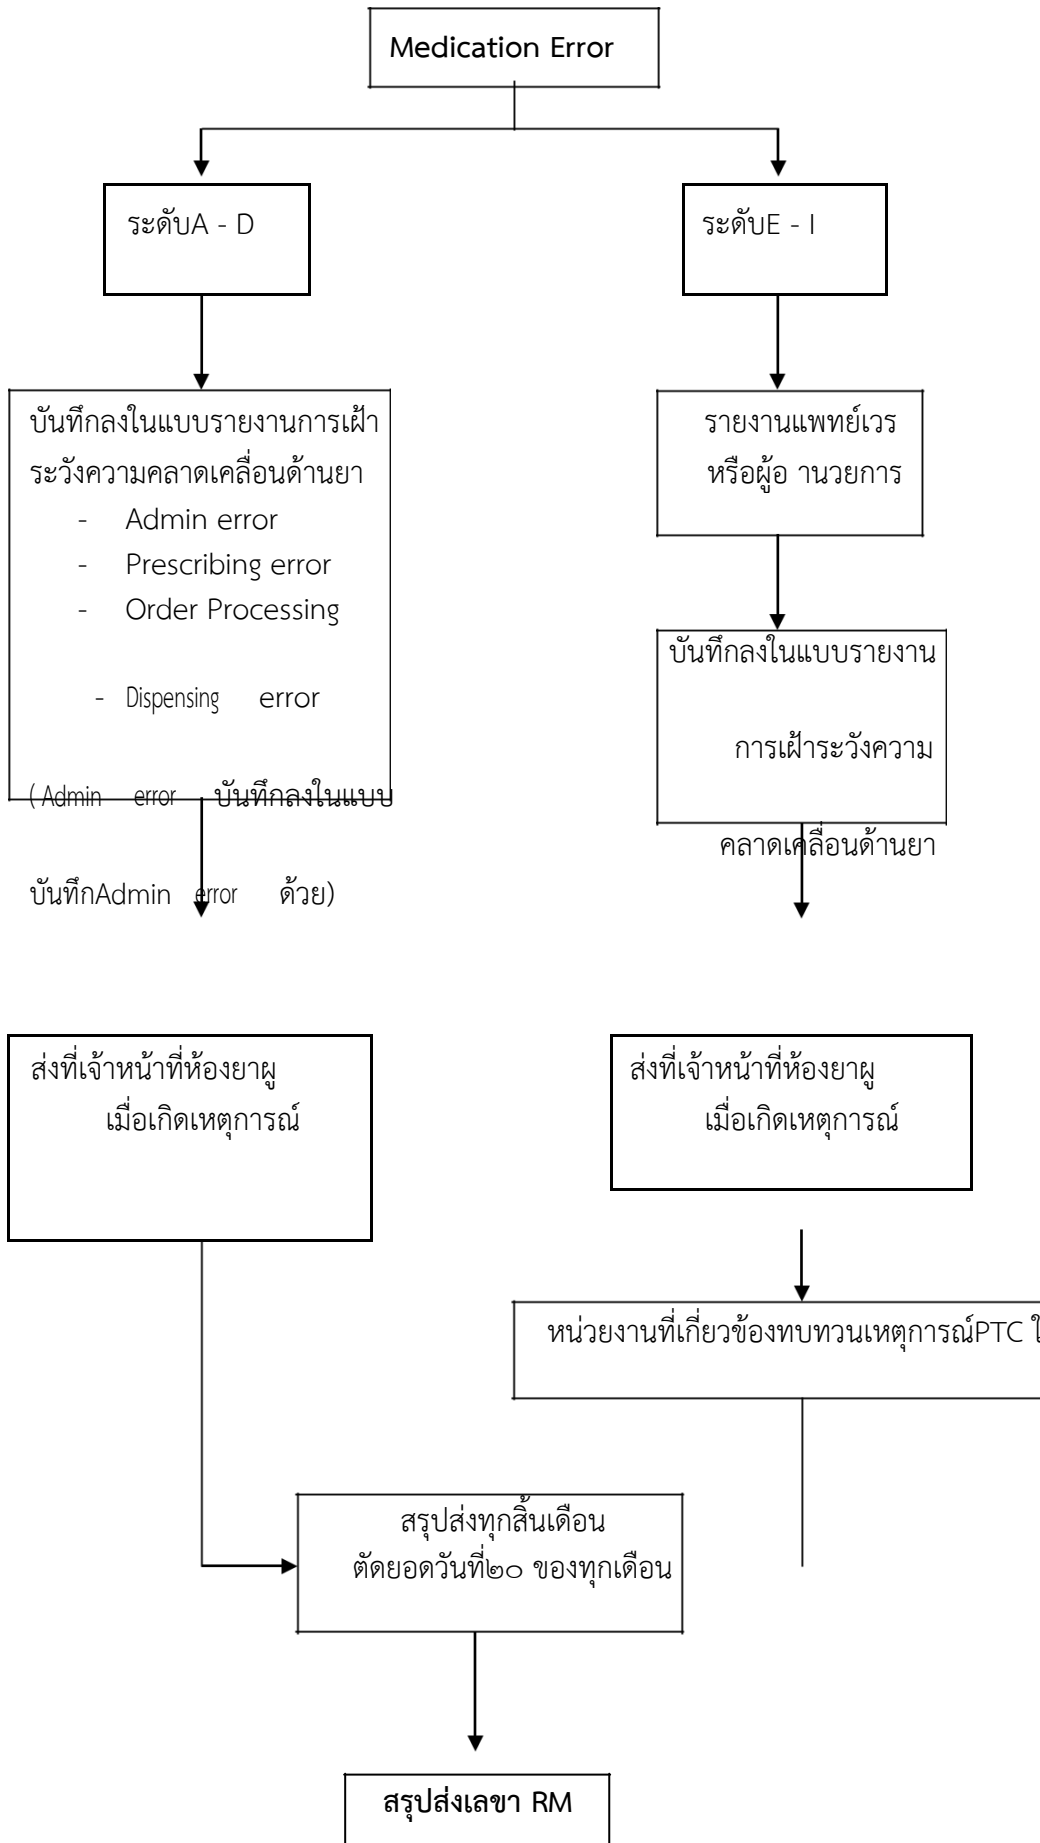 Medication Error
ระดับA - D
ระดับE - I
บันทึกลงในแบบรายงานการเฝ้า
ระวังความคลาดเคลื่อนด้านยา
- Admin error
- Prescribing error
- Order Processing
- Dispensing error
( Admin error บันทึกลงในแบบ
บันทึกAdmin error ด้วย)
รายงานแพทย์เวร
หรือผู้อ านวยการ
บันทึกลงในแบบรายงาน
การเฝ้าระวังความ
คลาดเคลื่อนด้านยา
ส่งที่เจ้าหน้าที่ห้องยาผู
เมื่อเกิดเหตุการณ์
ส่งที่เจ้าหน้าที่ห้องยาผู
เมื่อเกิดเหตุการณ์
หน่วยงานที่เกี่ยวข้องทบทวนเหตุการณ์PTC ใ
สรุปส่งทุกสิ้นเดือน
ตัดยอดวันที่๒๐ ของทุกเดือน
สรุปส่งเลขา RM